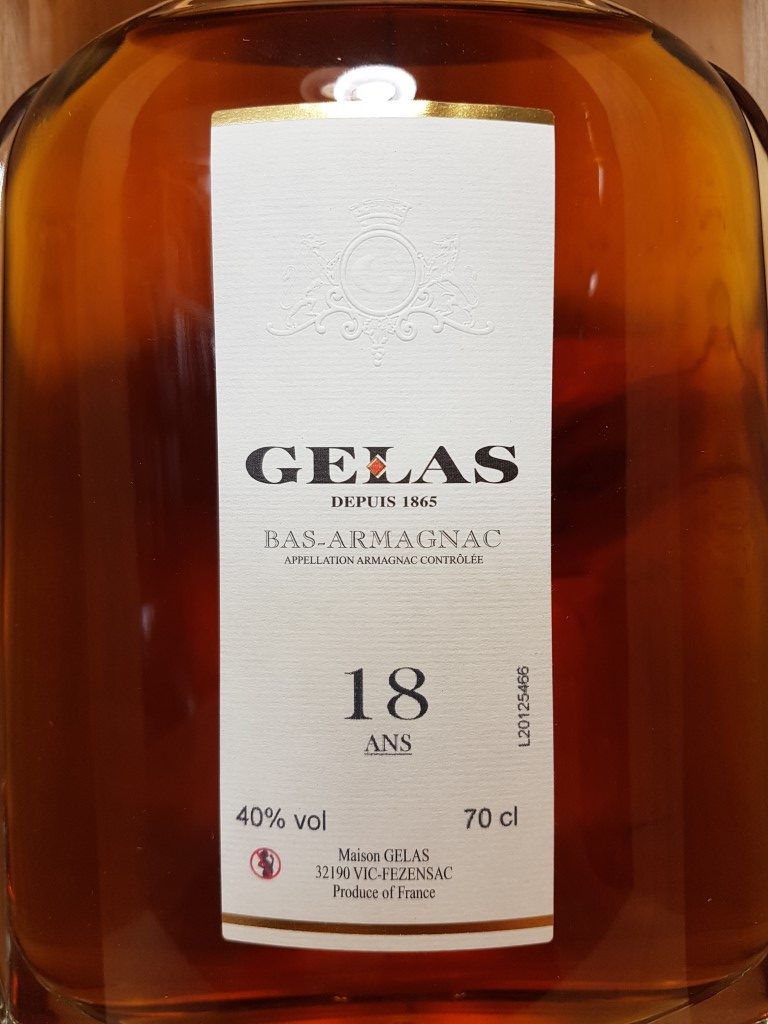 GELAS
DEPUIS 1865
BAS-ARMAGNAC
APPELLATION ARMAGNAC CONTRÔLÉE
18
ANS
L20125466
40% vol
70 cl
Maison GELAS
32190 VIC-FEZENSAC
Produce of France